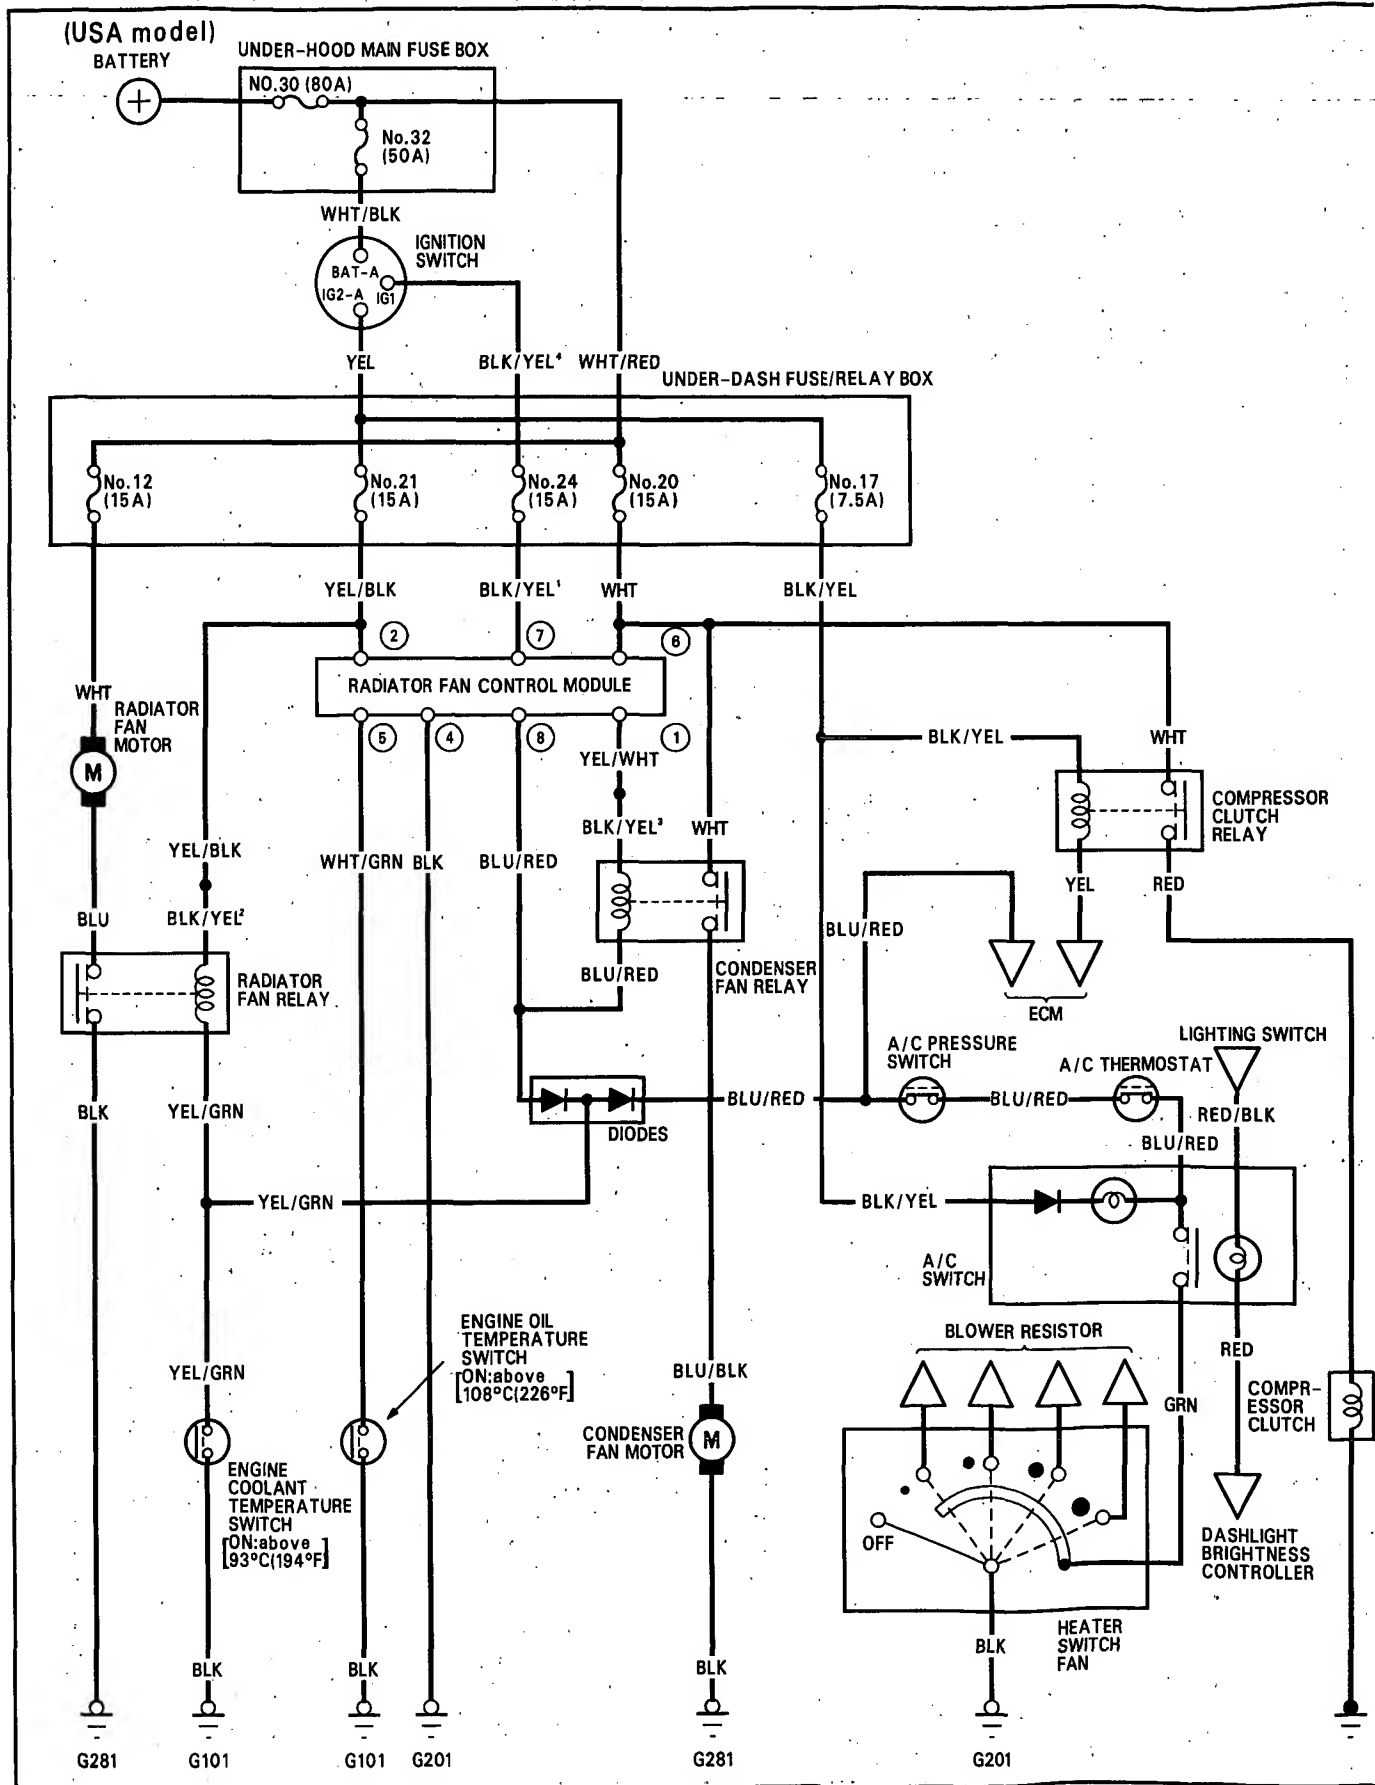 (USA model)
BATTERY
UNDER-HOOD MAIN FUSE BOX
NO.30 (80A)
No.32
(50A)
WHT/BLK
IGNITION
SWITCH
BAT-A
IG2-A
IG1
YEL
BLK/YEL⁴
WHT/RED
UNDER-DASH FUSE/RELAY BOX
No.12
(15A)
No.21
(15A)
No.24
(15A)
No.20
(15A)
No.17
(7.5A)
YEL/BLK
BLK/YEL¹
WHT
BLK/YEL
2
7
6
RADIATOR FAN CONTROL MODULE
WHT
RADIATOR
FAN
MOTOR
M
5
4
8
1
YEL/WHT
BLK/YEL
WHT
COMPRESSOR
CLUTCH
RELAY
BLK/YEL³
WHT
YEL/BLK
WHT/GRN
BLK
BLU/RED
YEL
RED
BLU
BLK/YEL²
BLU/RED
RADIATOR
FAN RELAY
BLU/RED
CONDENSER
FAN RELAY
ECM
A/C PRESSURE
SWITCH
LIGHTING SWITCH
A/C THERMOSTAT
BLK
YEL/GRN
DIODES
BLU/RED
BLU/RED
RED/BLK
BLU/RED
YEL/GRN
BLK/YEL
A/C
SWITCH
ENGINE OIL
TEMPERATURE
SWITCH
[ON:above
108°C(226°F]
BLOWER RESISTOR
RED
YEL/GRN
BLU/BLK
GRN
COMPR-
ESSOR
CLUTCH
CONDENSER
FAN MOTOR
M
ENGINE
COOLANT
TEMPERATURE
SWITCH
[ON:above
93°C(194°F]
OFF
DASHLIGHT
BRIGHTNESS
CONTROLLER
HEATER
SWITCH
FAN
BLK
BLK
BLK
BLK
G281
G101
G101
G201
G281
G201